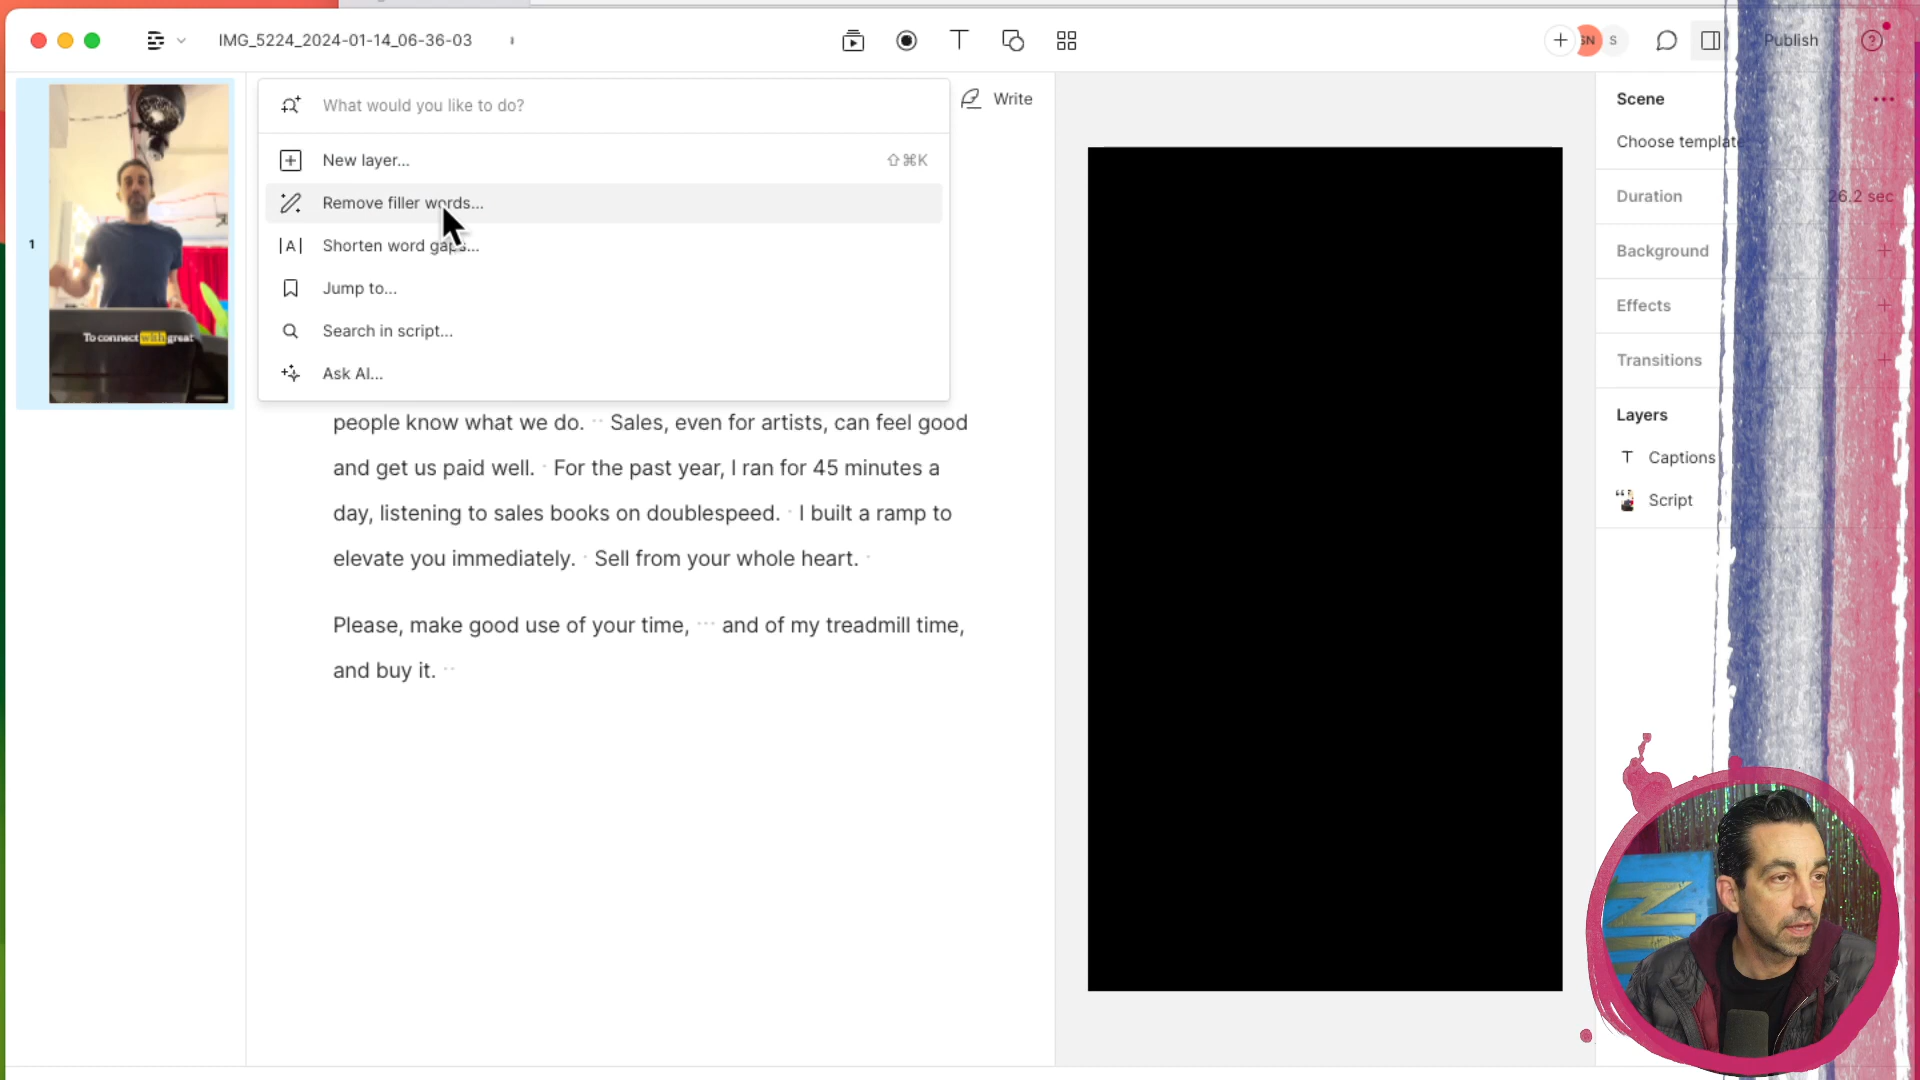 IMG_5224_2024-01-14_06-36-03
SN
S
Publish
?
1
To connect with great
What would you like to do?
New layer...
⇧⌘K
Remove filler words...
Shorten word gaps...
Jump to...
Search in script...
Ask AI...
Write
people know what we do. ·· Sales, even for artists, can feel good
and get us paid well. · For the past year, I ran for 45 minutes a
day, listening to sales books on doublespeed. · I built a ramp to
elevate you immediately. · Sell from your whole heart. ·
Please, make good use of your time, ··· and of my treadmill time,
and buy it. ··
Scene
Choose template
Duration
26.2 sec
Background
Effects
Transitions
Layers
T Captions
Script